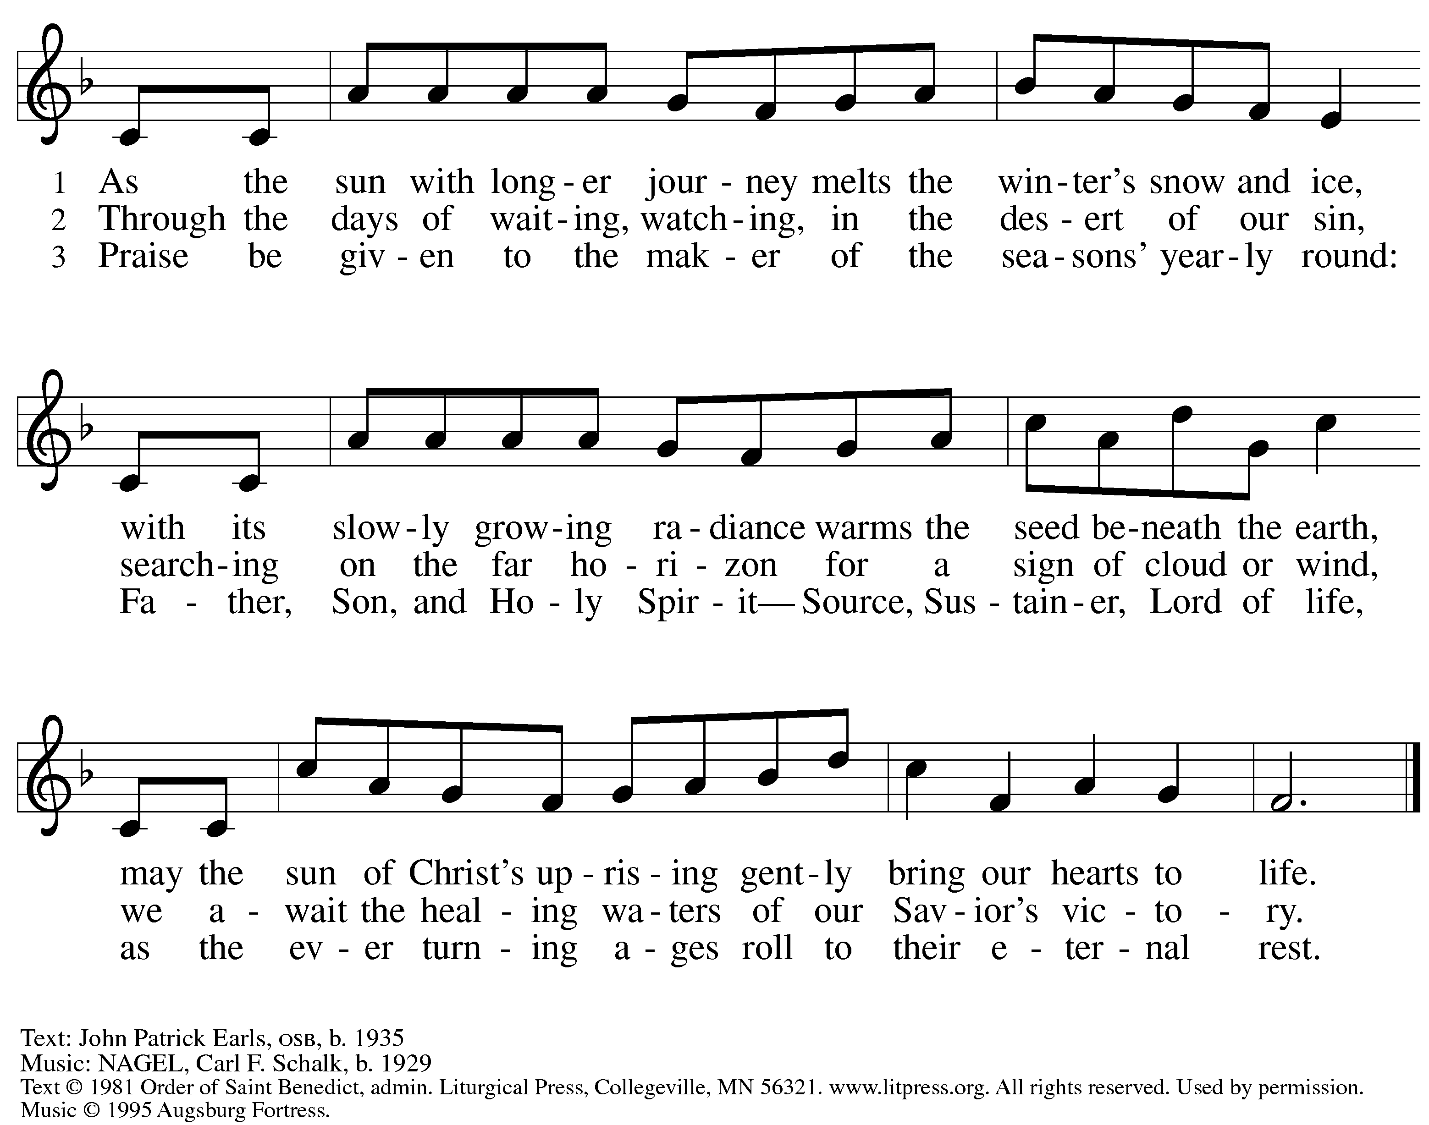 1 As the sun with long - er jour - ney melts the win - ter's snow and ice,
2 Through the days of wait - ing, watch - ing, in the des - ert of our sin,
3 Praise be giv - en to the mak - er of the sea - sons' year - ly round:
with its slow - ly grow - ing ra - diance warms the seed be - neath the earth,
search - ing on the far ho - ri - zon for a sign of cloud or wind,
Fa - ther, Son, and Ho - ly Spir - it— Source, Sus - tain - er, Lord of life,
may the sun of Christ's up - ris - ing gent - ly bring our hearts to life.
we a - wait the heal - ing wa - ters of our Sav - ior's vic - to - ry.
as the ev - er turn - ing a - ges roll to their e - ter - nal rest.
Text: John Patrick Earls, OSB, b. 1935
Music: NAGEL, Carl F. Schalk, b. 1929
Text © 1981 Order of Saint Benedict, admin. Liturgical Press, Collegeville, MN 56321. www.litpress.org. All rights reserved. Used by permission.
Music © 1995 Augsburg Fortress.